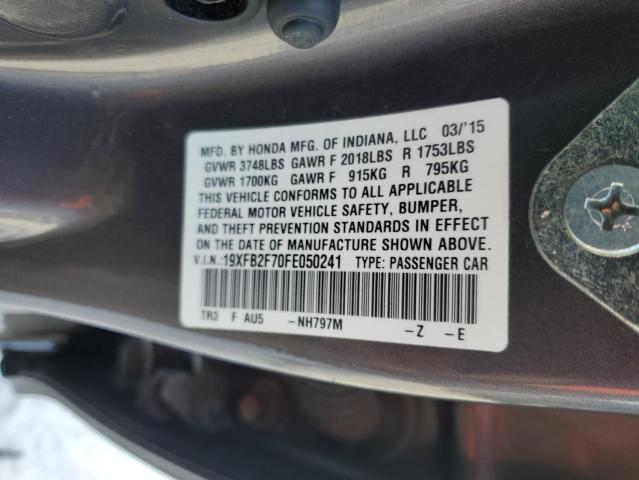 MFD. BY HONDA MFG. OF INDIANA, LLC 03/'15
GVWR 3748LBS GAWR F 2018LBS R 1753LBS
GVWR 1700KG GAWR F 915KG R 795KG
THIS VEHICLE CONFORMS TO ALL APPLICABLE
FEDERAL MOTOR VEHICLE SAFETY, BUMPER,
AND THEFT PREVENTION STANDARDS IN EFFECT
ON THE DATE OF MANUFACTURE SHOWN ABOVE.
V.I.N.:19XFB2F70FE050241 TYPE: PASSENGER CAR
TR3 F AU5 -NH797M -Z -E